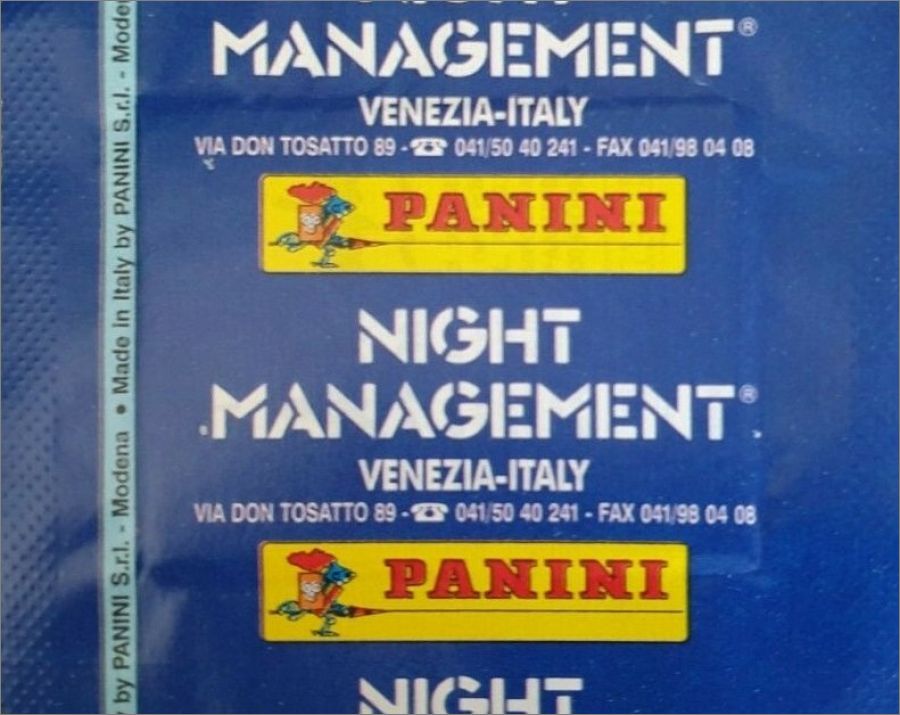 NIGHT
MANAGEMENT®
VENEZIA-ITALY
VIA DON TOSATTO 89 - ☎ 041/50 40 241 - FAX 041/98 04 08
PANINI
NIGHT
MANAGEMENT®
VENEZIA-ITALY
VIA DON TOSATTO 89 - ☎ 041/50 40 241 - FAX 041/98 04 08
PANINI
NIGHT
by PANINI S.r.l. - Modena ● Made in Italy by PANINI S.r.l. - Mode